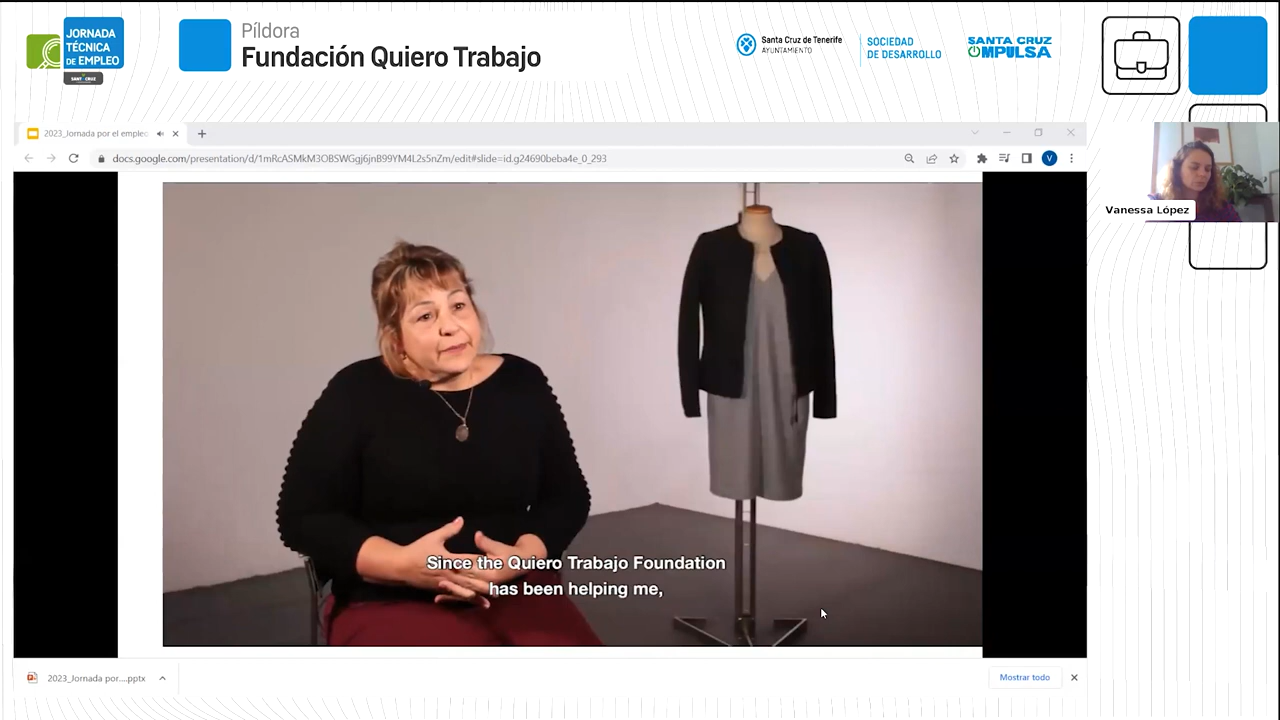 JORNADA
TÉCNICA
DE EMPLEO
Píldora
Fundación Quiero Trabajo
Santa Cruz de Tenerife
AYUNTAMIENTO
SOCIEDAD
DE DESARROLLO
SANTA CRUZ
MPULSA
2023_Jornada por el empleo
docs.google.com/presentation/d/1mRcASMkM3OBSWGgj6jnB99YM4L2s5nZm/edit#slide=id.g24690beba4e_0_293
V
Vanessa López
Since the Quiero Trabajo Foundation
has been helping me,
2023_Jornada por....pptx
Mostrar todo